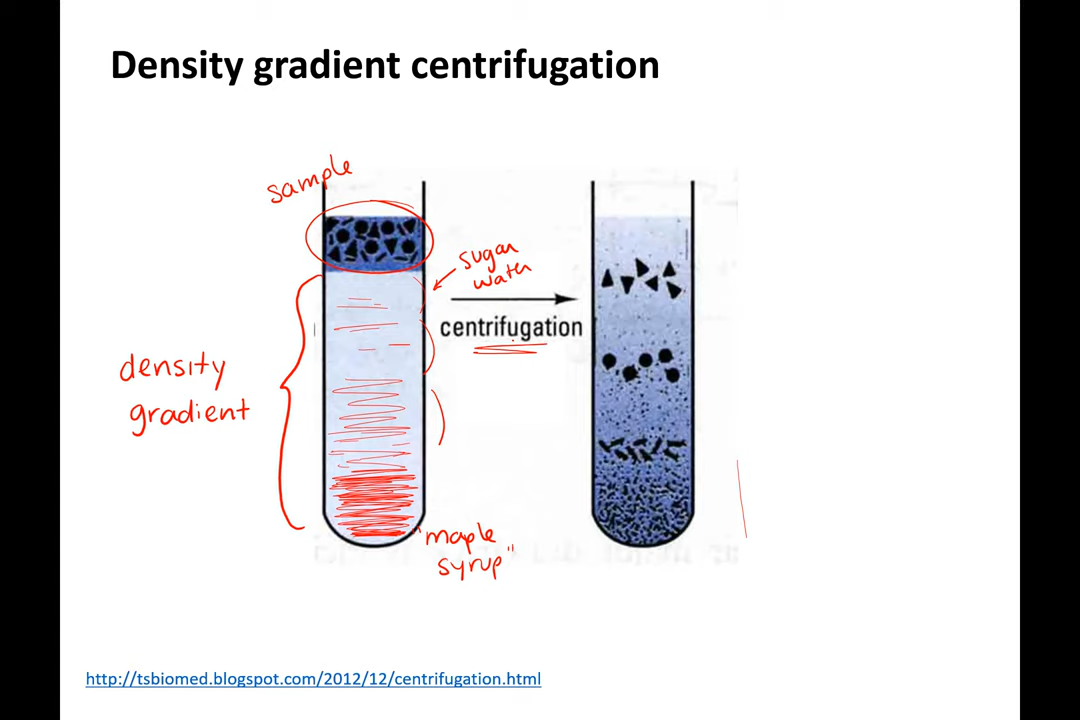 Density gradient centrifugation
sample
sugar
water
centrifugation
density
gradient
"maple
syrup"
http://tsbiomed.blogspot.com/2012/12/centrifugation.html